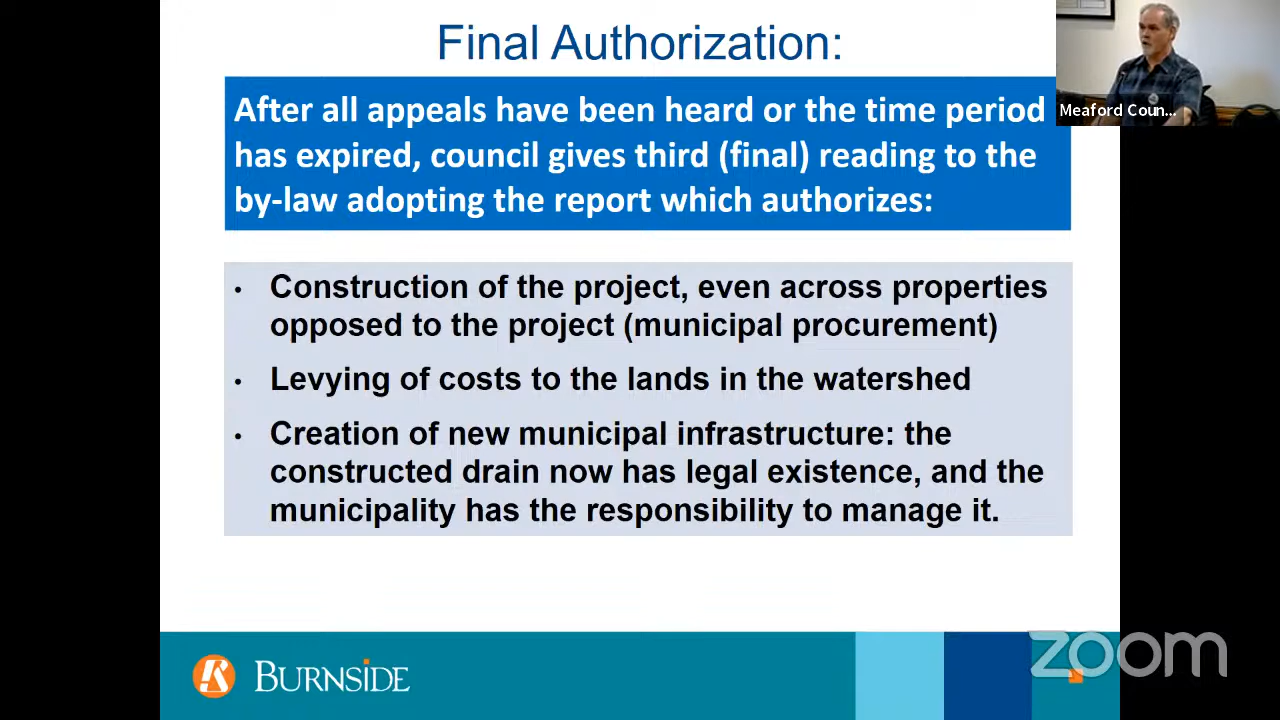 Final Authorization:
After all appeals have been heard or the time period
has expired, council gives third (final) reading to the
by-law adopting the report which authorizes:
• Construction of the project, even across properties
opposed to the project (municipal procurement)
• Levying of costs to the lands in the watershed
• Creation of new municipal infrastructure: the
constructed drain now has legal existence, and the
municipality has the responsibility to manage it.
Meaford Coun...
BURNSIDE
zoom